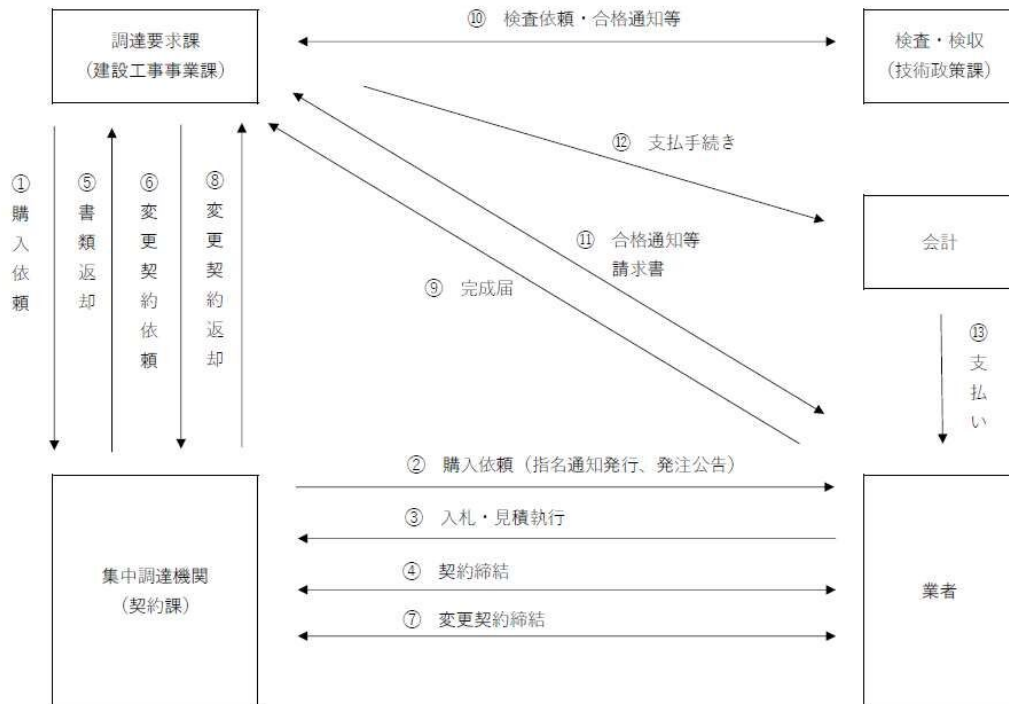 ⑩ 検査依頼・合格通知等
調達要求課
(建設工事事業課)
検査・検収
(技術政策課)
⑫ 支払手続き
①購入依頼
⑤書類返却
⑥変更契約依頼
⑧変更契約返却
⑪ 合格通知等
請求書
⑨ 完成届
会計
⑬支払い
② 購入依頼（指名通知発行、発注公告）
③ 入札・見積執行
④ 契約締結
⑦ 変更契約締結
集中調達機関
(契約課)
業者